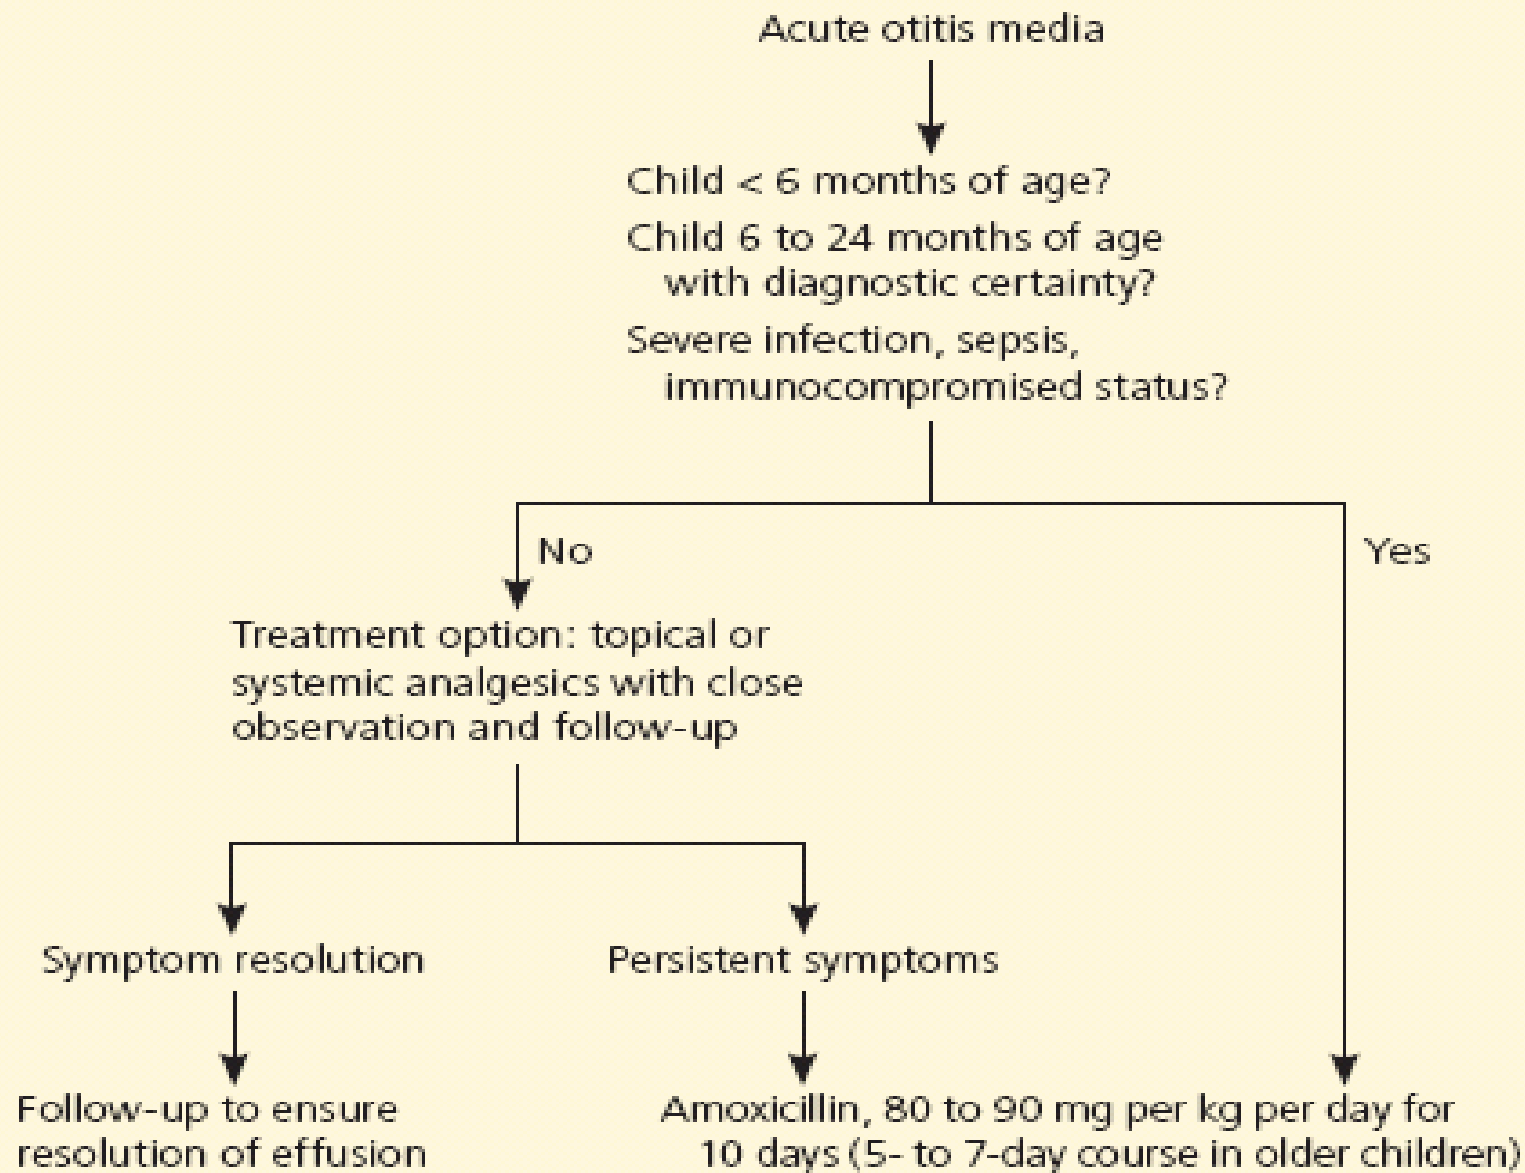 Acute otitis media
Child < 6 months of age?
Child 6 to 24 months of age
with diagnostic certainty?
Severe infection, sepsis,
immunocompromised status?
No
Yes
Treatment option: topical or
systemic analgesics with close
observation and follow-up
Symptom resolution
Persistent symptoms
Follow-up to ensure
resolution of effusion
Amoxicillin, 80 to 90 mg per kg per day for
10 days (5- to 7-day course in older children)